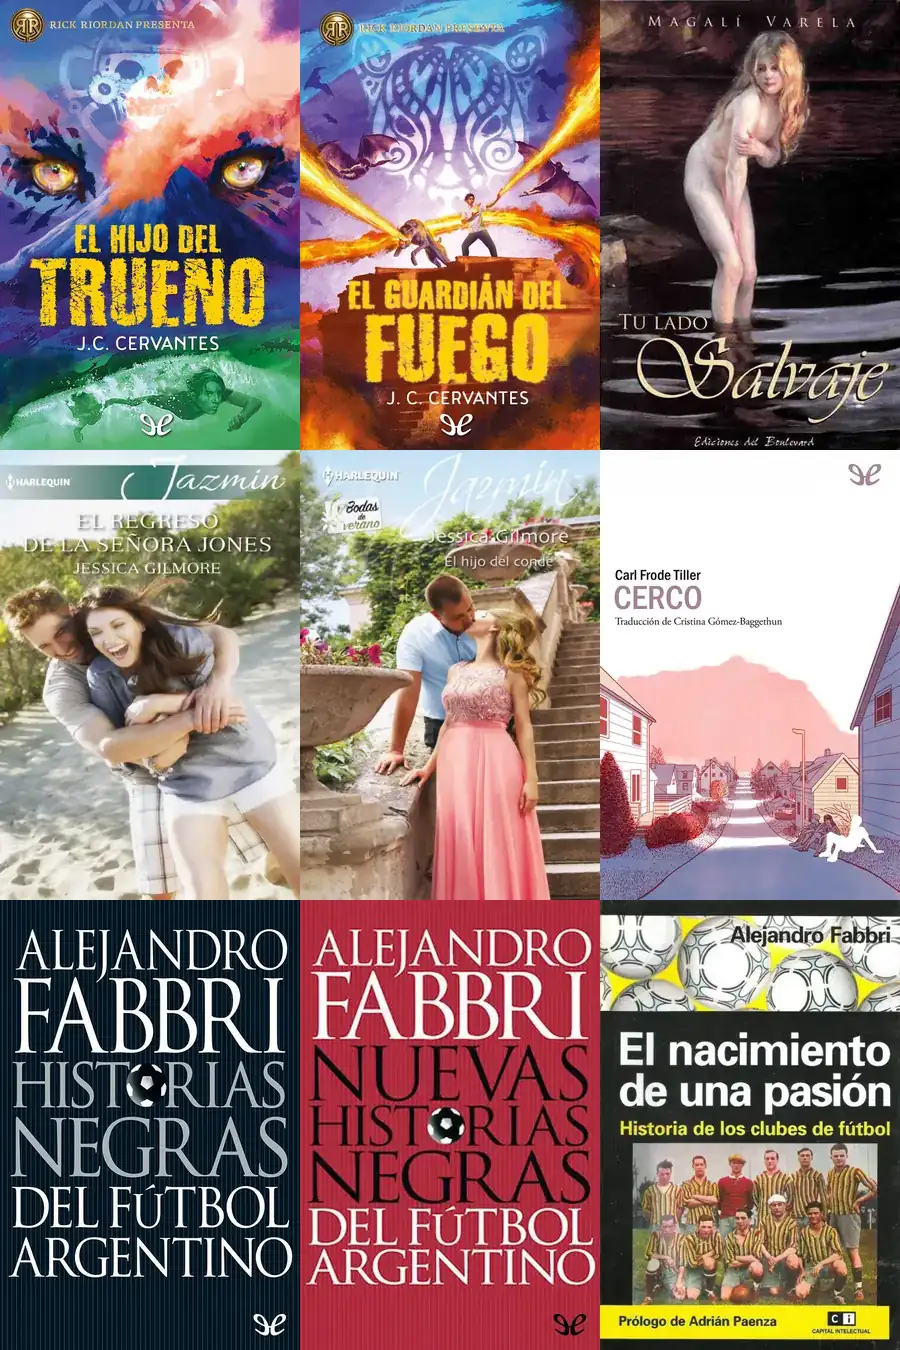 RICK RIORDAN PRESENTA
EL HIJO DEL
TRUENO
J.C. CERVANTES
RICK RIORDAN PRESENTA
EL GUARDIÁN DEL
FUEGO
J. C. CERVANTES
MAGALÍ VARELA
TU LADO
Salvaje
Ediciones del Boulevard
HARLEQUIN
Jazmín
EL REGRESO
DE LA SEÑORA JONES
JESSICA GILMORE
HARLEQUIN
Jazmín
Bodas
de
verano
Jessica Gilmore
El hijo del conde
Carl Frode Tiller
CERCO
Traducción de Cristina Gómez-Baggethun
ALEJANDRO
FABBRI
HISTORIAS
NEGRAS
DEL FÚTBOL
ARGENTINO
ALEJANDRO
FABBRI
NUEVAS
HISTORIAS
NEGRAS
DEL FÚTBOL
ARGENTINO
Alejandro Fabbri
El nacimiento
de una pasión
Historia de los clubes de fútbol
Prólogo de Adrián Paenza
Ci
CAPITAL INTELECTUAL